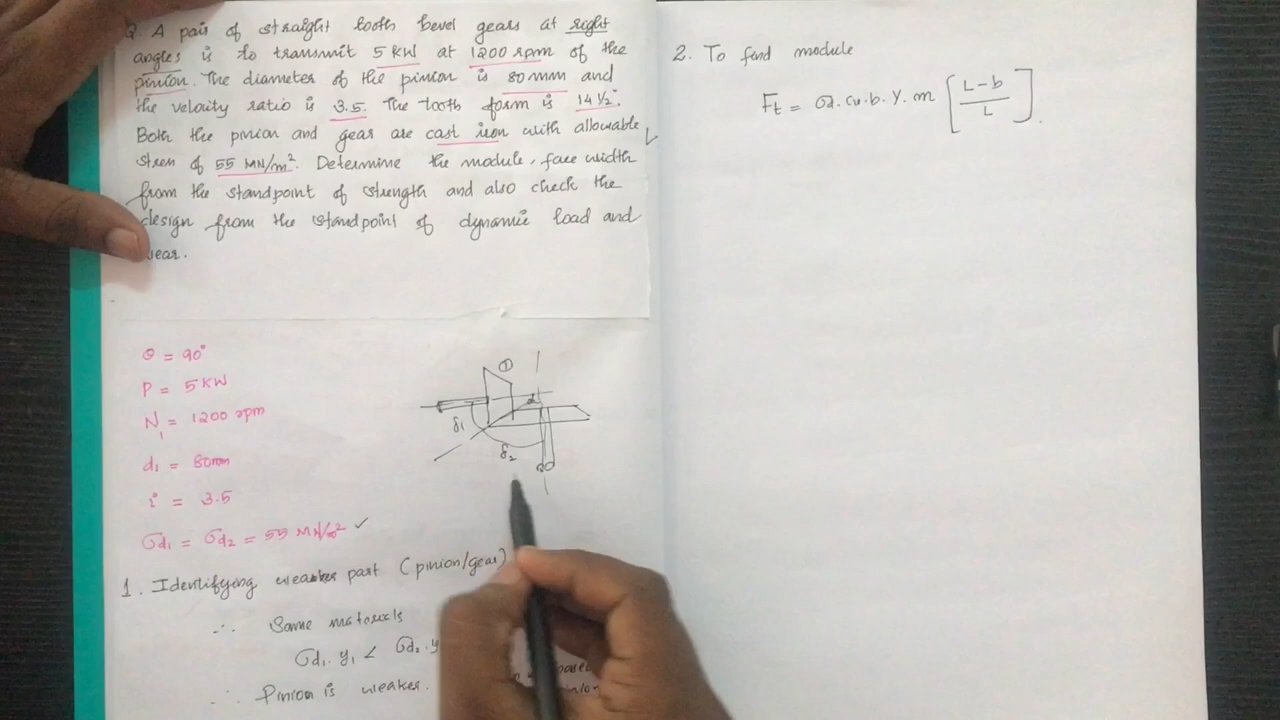 Q. A pair of straight tooth bevel gears at right
angles is to transmit 5 KW at 1200 rpm of the
pinion. The diameter of the pinion is 80mm and
the velocity ratio is 3.5. The tooth form is 14½°.
Both the pinion and gear are cast iron with allowable
stress of 55 MN/m². Determine the module, face width
from the standpoint of strength and also check the
design from the standpoint of dynamic load and
wear.
θ = 90°
P = 5 KW
N₁ = 1200 rpm
d₁ = 80mm
i = 3.5
σd₁ = σd₂ = 55 MN/m² ✓
①
δ₁
δ₂
1. Identifying weaker part (pinion/gear)
∴ Same materials
σd₁. y₁ < σd₂. y
∴ Pinion is weaker.
2. To find module
Ft = σd. cv. b. Y. m [L-b/L].